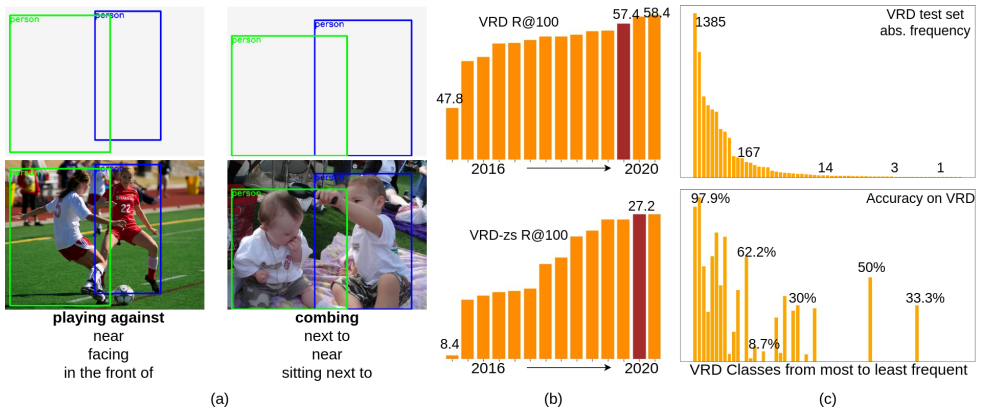 person
person
person
person
person
person
22
person
person
playing against
near
facing
in the front of
combing
next to
near
sitting next to
(a)
VRD R@100
57.4 58.4
47.8
2016
2020
VRD-zs R@100
27.2
8.4
2016
2020
(b)
1385
VRD test set
abs. frequency
167
14
3
1
97.9%
Accuracy on VRD
62.2%
50%
30%
33.3%
8.7%
VRD Classes from most to least frequent
(c)